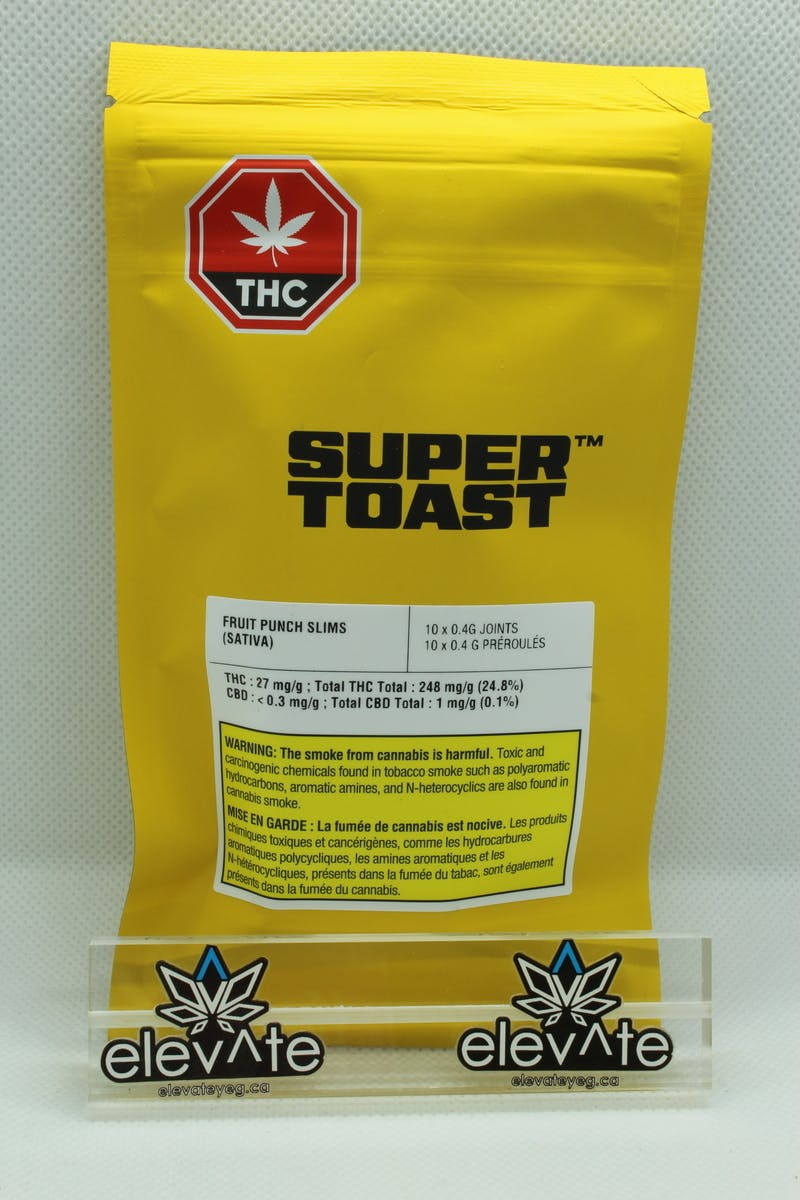 THC
SUPER™
TOAST
FRUIT PUNCH SLIMS
(SATIVA)
10 x 0.4G JOINTS
10 x 0.4 G PRÉROULÉS
THC : 27 mg/g ; Total THC Total : 248 mg/g (24.8%)
CBD : < 0.3 mg/g ; Total CBD Total : 1 mg/g (0.1%)
WARNING: The smoke from cannabis is harmful. Toxic and
carcinogenic chemicals found in tobacco smoke such as polyaromatic
hydrocarbons, aromatic amines, and N-heterocyclics are also found in
cannabis smoke.
MISE EN GARDE : La fumée de cannabis est nocive. Les produits
chimiques toxiques et cancérigènes, comme les hydrocarbures
aromatiques polycycliques, les amines aromatiques et les
N-hétérocycliques, présents dans la fumée du tabac, sont également
présents dans la fumée du cannabis.
elevʌte
elevateyeg.ca
elevʌte
elevateyeg.ca